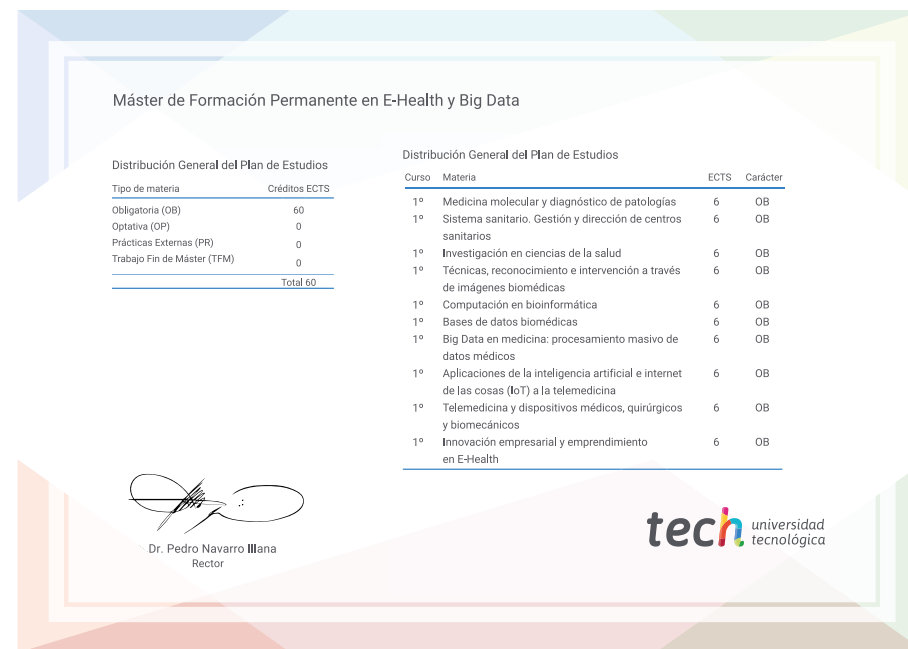 Máster de Formación Permanente en E-Health y Big Data
Distribución General del Plan de Estudios
Tipo de materia Créditos ECTS
Obligatoria (OB) 60
Optativa (OP) 0
Prácticas Externas (PR) 0
Trabajo Fin de Máster (TFM) 0
Total 60
Distribución General del Plan de Estudios
Curso Materia ECTS Carácter
1º Medicina molecular y diagnóstico de patologías 6 OB
1º Sistema sanitario. Gestión y dirección de centros 6 OB
sanitarios
1º Investigación en ciencias de la salud 6 OB
1º Técnicas, reconocimiento e intervención a través 6 OB
de imágenes biomédicas
1º Computación en bioinformática 6 OB
1º Bases de datos biomédicas 6 OB
1º Big Data en medicina: procesamiento masivo de 6 OB
datos médicos
1º Aplicaciones de la inteligencia artificial e internet 6 OB
de las cosas (IoT) a la telemedicina
1º Telemedicina y dispositivos médicos, quirúrgicos 6 OB
y biomecánicos
1º Innovación empresarial y emprendimiento 6 OB
en E-Health
Dr. Pedro Navarro Illana
Rector
tech universidad
tecnológica